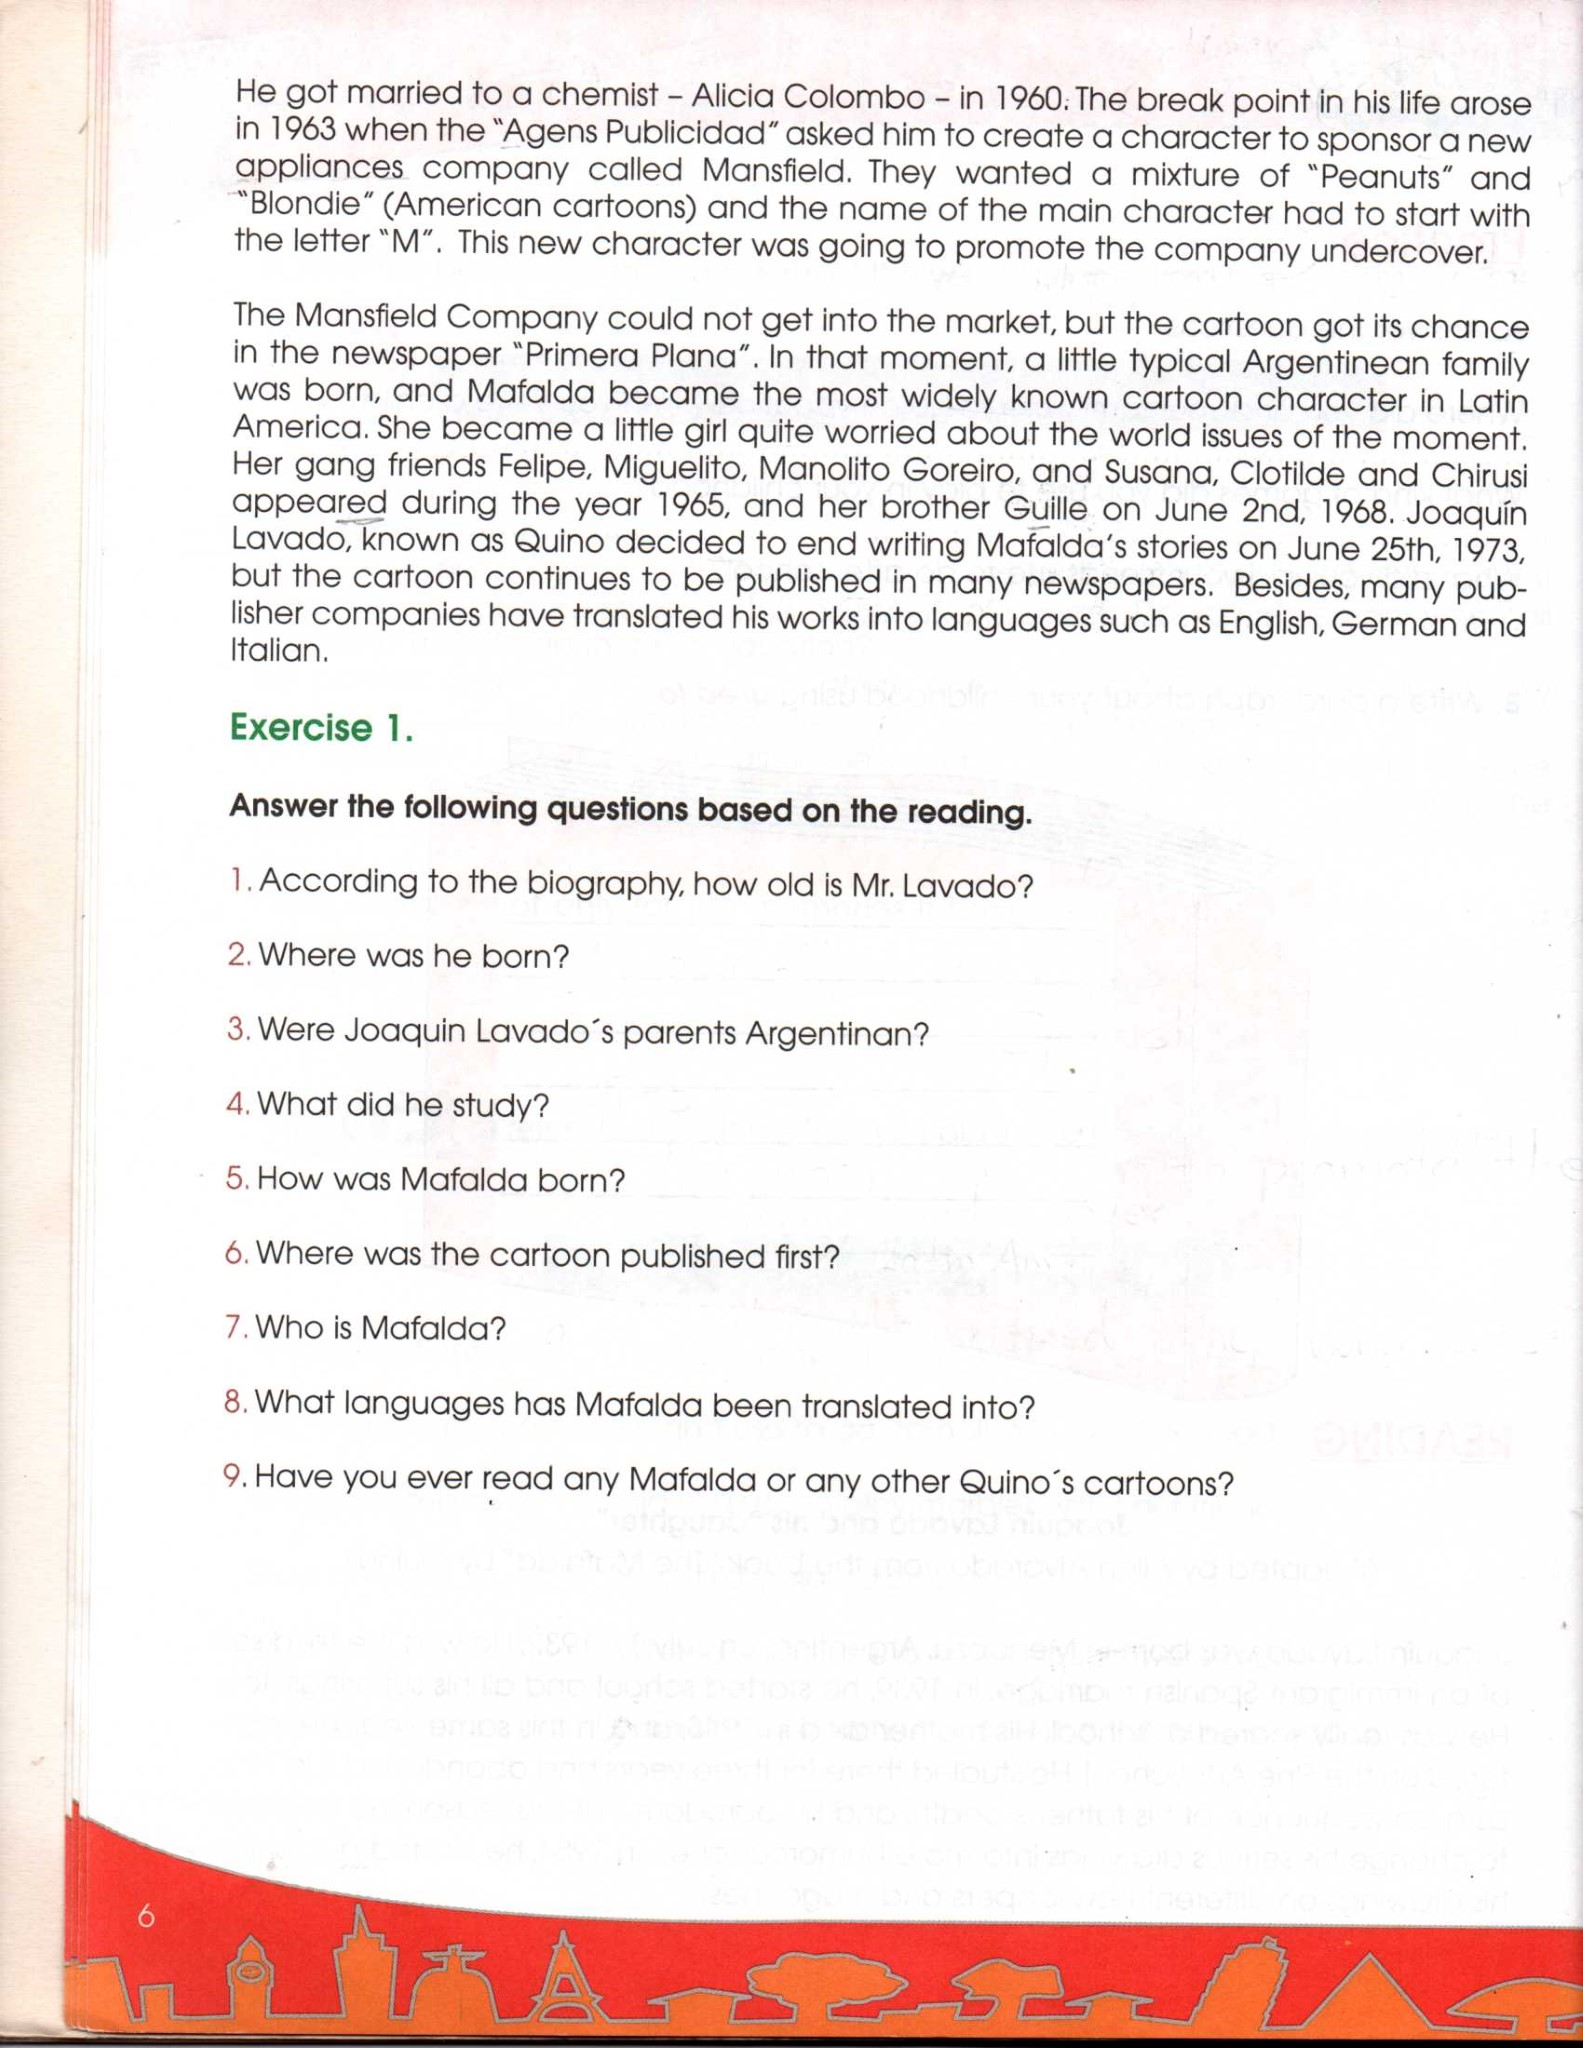 He got married to a chemist – Alicia Colombo – in 1960. The break point in his life arose
in 1963 when the “Agens Publicidad” asked him to create a character to sponsor a new
appliances company called Mansfield. They wanted a mixture of “Peanuts” and
“Blondie” (American cartoons) and the name of the main character had to start with
the letter “M”. This new character was going to promote the company undercover.
The Mansfield Company could not get into the market, but the cartoon got its chance
in the newspaper “Primera Plana”. In that moment, a little typical Argentinean family
was born, and Mafalda became the most widely known cartoon character in Latin
America. She became a little girl quite worried about the world issues of the moment.
Her gang friends Felipe, Miguelito, Manolito Goreiro, and Susana, Clotilde and Chirusi
appeared during the year 1965, and her brother Guille on June 2nd, 1968. Joaquín
Lavado, known as Quino decided to end writing Mafalda’s stories on June 25th, 1973,
but the cartoon continues to be published in many newspapers. Besides, many pub-
lisher companies have translated his works into languages such as English, German and
Italian.
Exercise 1.
Answer the following questions based on the reading.
1. According to the biography, how old is Mr. Lavado?
2. Where was he born?
3. Were Joaquin Lavado´s parents Argentinan?
4. What did he study?
5. How was Mafalda born?
6. Where was the cartoon published first?
7. Who is Mafalda?
8. What languages has Mafalda been translated into?
9. Have you ever read any Mafalda or any other Quino´s cartoons?
6